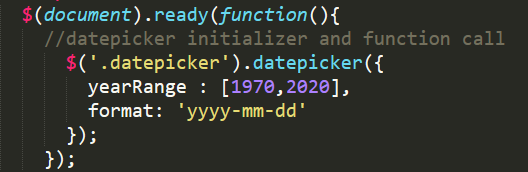 $(document).ready(function(){
//datepicker initializer and function call
$('.datepicker').datepicker({
yearRange : [1970,2020],
format: 'yyyy-mm-dd'
});
});